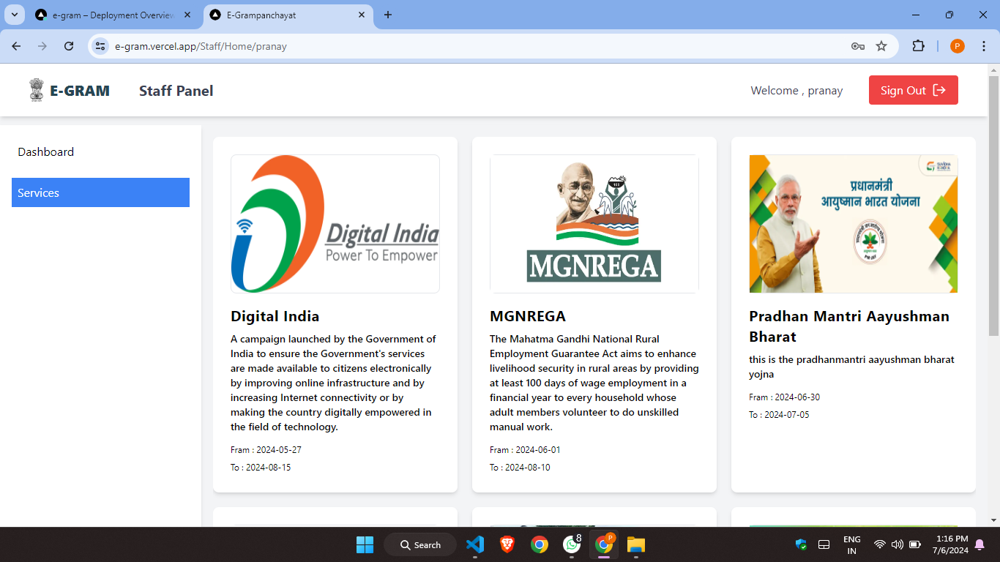 e-gram – Deployment Overview
E-Grampanchayat
e-gram.vercel.app/Staff/Home/pranay
P
E-GRAM
Staff Panel
Welcome , pranay
Sign Out
Dashboard
Services
Digital India
Power To Empower
Digital India
A campaign launched by the Government of
India to ensure the Government's services
are made available to citizens electronically
by improving online infrastructure and by
increasing Internet connectivity or by
making the country digitally empowered in
the field of technology.
Fram : 2024-05-27
To : 2024-08-15
MGNREGA
MGNREGA
The Mahatma Gandhi National Rural
Employment Guarantee Act aims to enhance
livelihood security in rural areas by providing
at least 100 days of wage employment in a
financial year to every household whose
adult members volunteer to do unskilled
manual work.
Fram : 2024-06-01
To : 2024-08-10
प्रधानमंत्री
आयुष्मान भारत योजना
PM-JAY
Pradhan Mantri Aayushman
Bharat
this is the pradhanmantri aayushman bharat
yojna
Fram : 2024-06-30
To : 2024-07-05
Search
8
P
ENG
IN
1:16 PM
7/6/2024